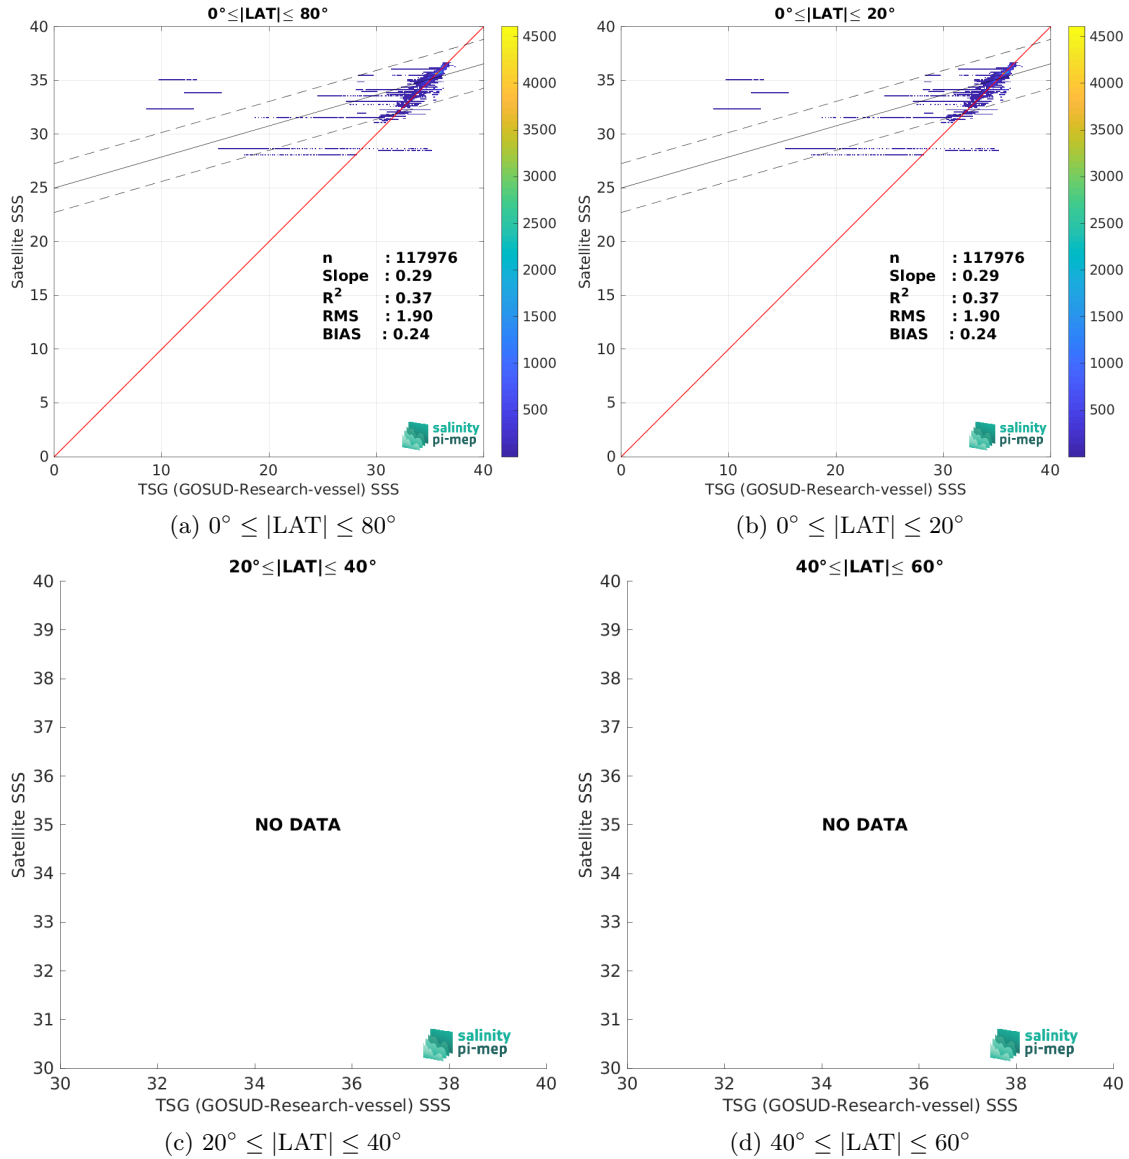 0°≤|LAT|≤ 80°
40
35
30
25
20
15
10
5
0
Satellite SSS
n : 117976
Slope : 0.29
R2 : 0.37
RMS : 1.90
BIAS : 0.24
salinity
pi-mep
0 10 20 30 40
TSG (GOSUD-Research-vessel) SSS
4500
4000
3500
3000
2500
2000
1500
1000
500
(a) 0° ≤ |LAT| ≤ 80°
0°≤|LAT|≤ 20°
40
35
30
25
20
15
10
5
0
Satellite SSS
n : 117976
Slope : 0.29
R2 : 0.37
RMS : 1.90
BIAS : 0.24
salinity
pi-mep
0 10 20 30 40
TSG (GOSUD-Research-vessel) SSS
4500
4000
3500
3000
2500
2000
1500
1000
500
(b) 0° ≤ |LAT| ≤ 20°
20°≤|LAT|≤ 40°
40
39
38
37
36
35
34
33
32
31
30
Satellite SSS
NO DATA
salinity
pi-mep
30 32 34 36 38 40
TSG (GOSUD-Research-vessel) SSS
(c) 20° ≤ |LAT| ≤ 40°
40°≤|LAT|≤ 60°
40
39
38
37
36
35
34
33
32
31
30
Satellite SSS
NO DATA
salinity
pi-mep
30 32 34 36 38 40
TSG (GOSUD-Research-vessel) SSS
(d) 40° ≤ |LAT| ≤ 60°